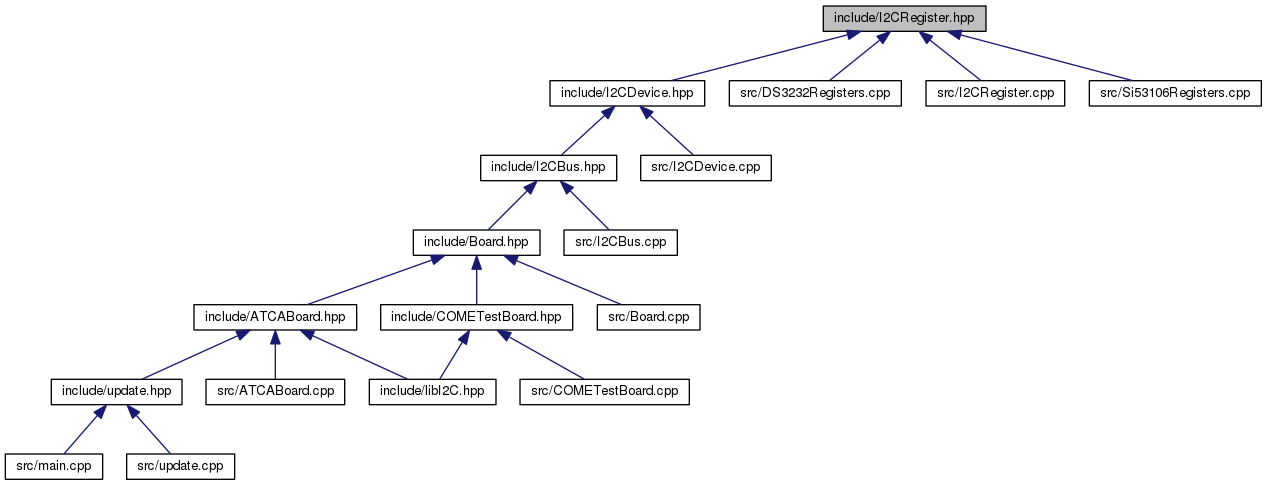 include/I2CRegister.hpp
include/I2CDevice.hpp
src/DS3232Registers.cpp
src/I2CRegister.cpp
src/Si53106Registers.cpp
include/I2CBus.hpp
src/I2CDevice.cpp
include/Board.hpp
src/I2CBus.cpp
include/ATCABoard.hpp
include/COMETestBoard.hpp
src/Board.cpp
include/update.hpp
src/ATCABoard.cpp
include/libI2C.hpp
src/COMETestBoard.cpp
src/main.cpp
src/update.cpp